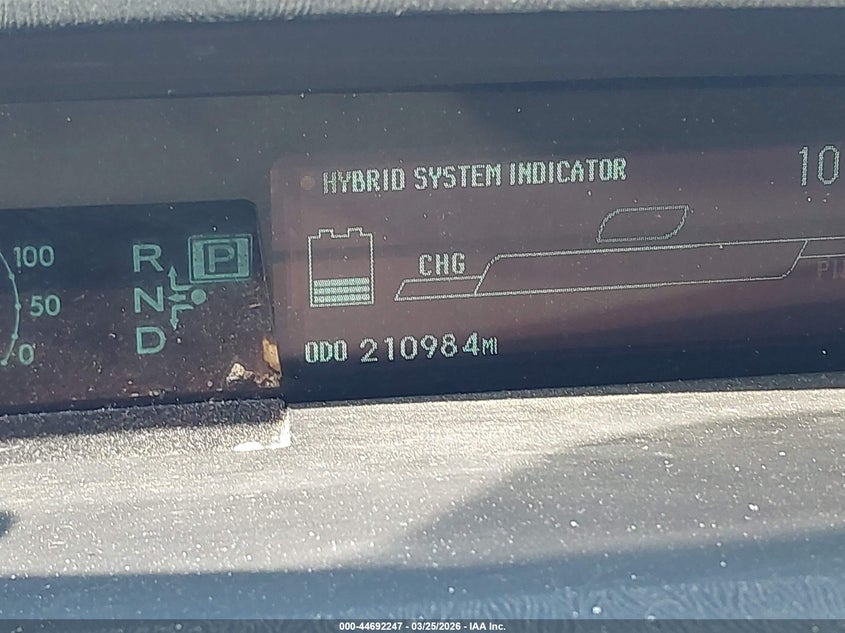 HYBRID SYSTEM INDICATOR
10
100
R P
CHG
50
N
0
D
ODO 210984MI
000-44692247 - 03/25/2026 - IAA Inc.